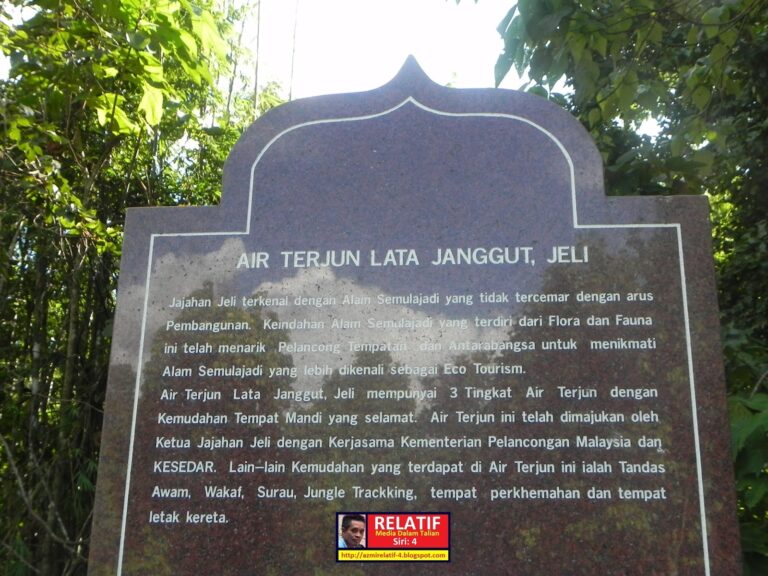 AIR TERJUN LATA JANGGUT, JELI
Jajahan Jeli terkenal dengan Alam Semulajadi yang tidak tercemar dengan arus
Pembangunan. Keindahan Alam Semulajadi yang terdiri dari Flora dan Fauna
ini telah menarik Pelancong Tempatan dan Antarabangsa untuk menikmati
Alam Semulajadi yang lebih dikenali sebagai Eco Tourism.
Air Terjun Lata Janggut, Jeli mempunyai 3 Tingkat Air Terjun dengan
Kemudahan Tempat Mandi yang selamat. Air Terjun ini telah dimajukan oleh
Ketua Jajahan Jeli dengan Kerjasama Kementerian Pelancongan Malaysia dan
KESEDAR. Lain-lain Kemudahan yang terdapat di Air Terjun ini ialah Tandas
Awam, Wakaf, Surau, Jungle Trackking, tempat perkhemahan dan tempat
letak kereta.
RELATIF
Media Dalam Talian
Siri: 4
http://azmirelatif-4.blogspot.com